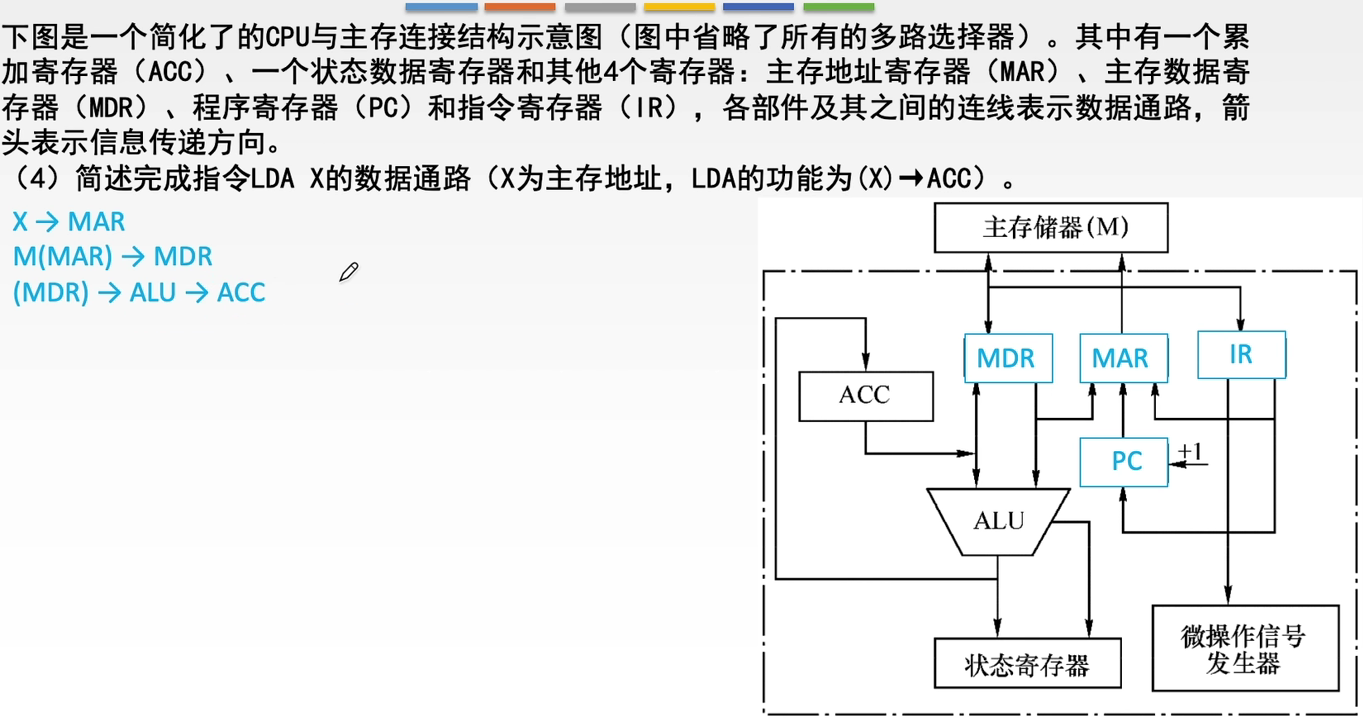 下图是一个简化了的CPU与主存连接结构示意图（图中省略了所有的多路选择器）。其中有一个累
加寄存器（ACC）、一个状态数据寄存器和其他4个寄存器：主存地址寄存器（MAR）、主存数据寄
存器（MDR）、程序寄存器（PC）和指令寄存器（IR），各部件及其之间的连线表示数据通路，箭
头表示信息传递方向。
（4）简述完成指令LDA X的数据通路（X为主存地址，LDA的功能为(X)→ACC）。
X → MAR
M(MAR) → MDR
(MDR) → ALU → ACC
主存储器(M)
MDR
MAR
IR
ACC
PC
+1
ALU
状态寄存器
微操作信号
发生器